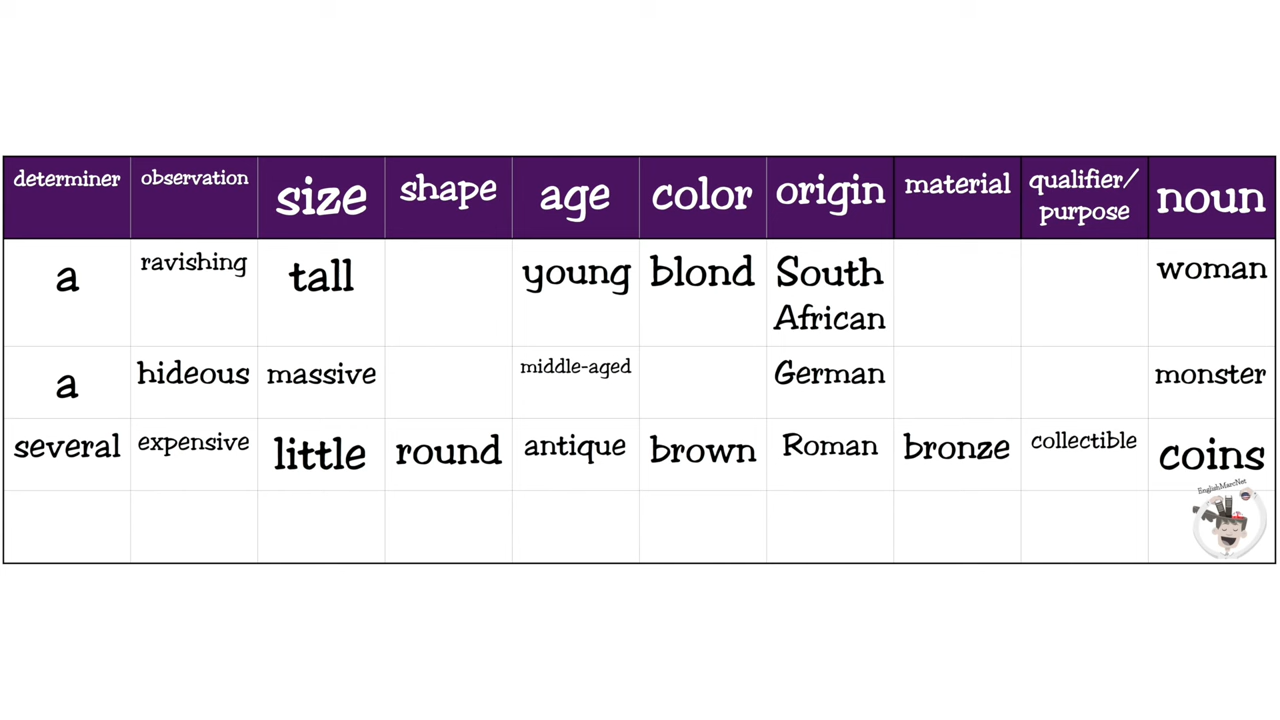 determiner observation size shape age color origin material qualifier/
purpose noun
a ravishing tall young blond South
African woman
a hideous massive middle-aged German monster
several expensive little round antique brown Roman bronze collectible coins
EnglishMarcNet